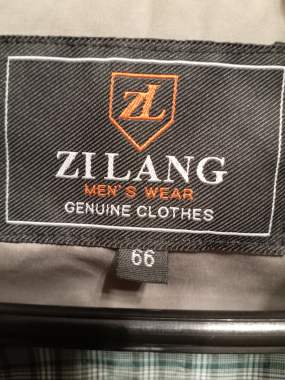 ZL
ZILANG
MEN'S WEAR
GENUINE CLOTHES
66